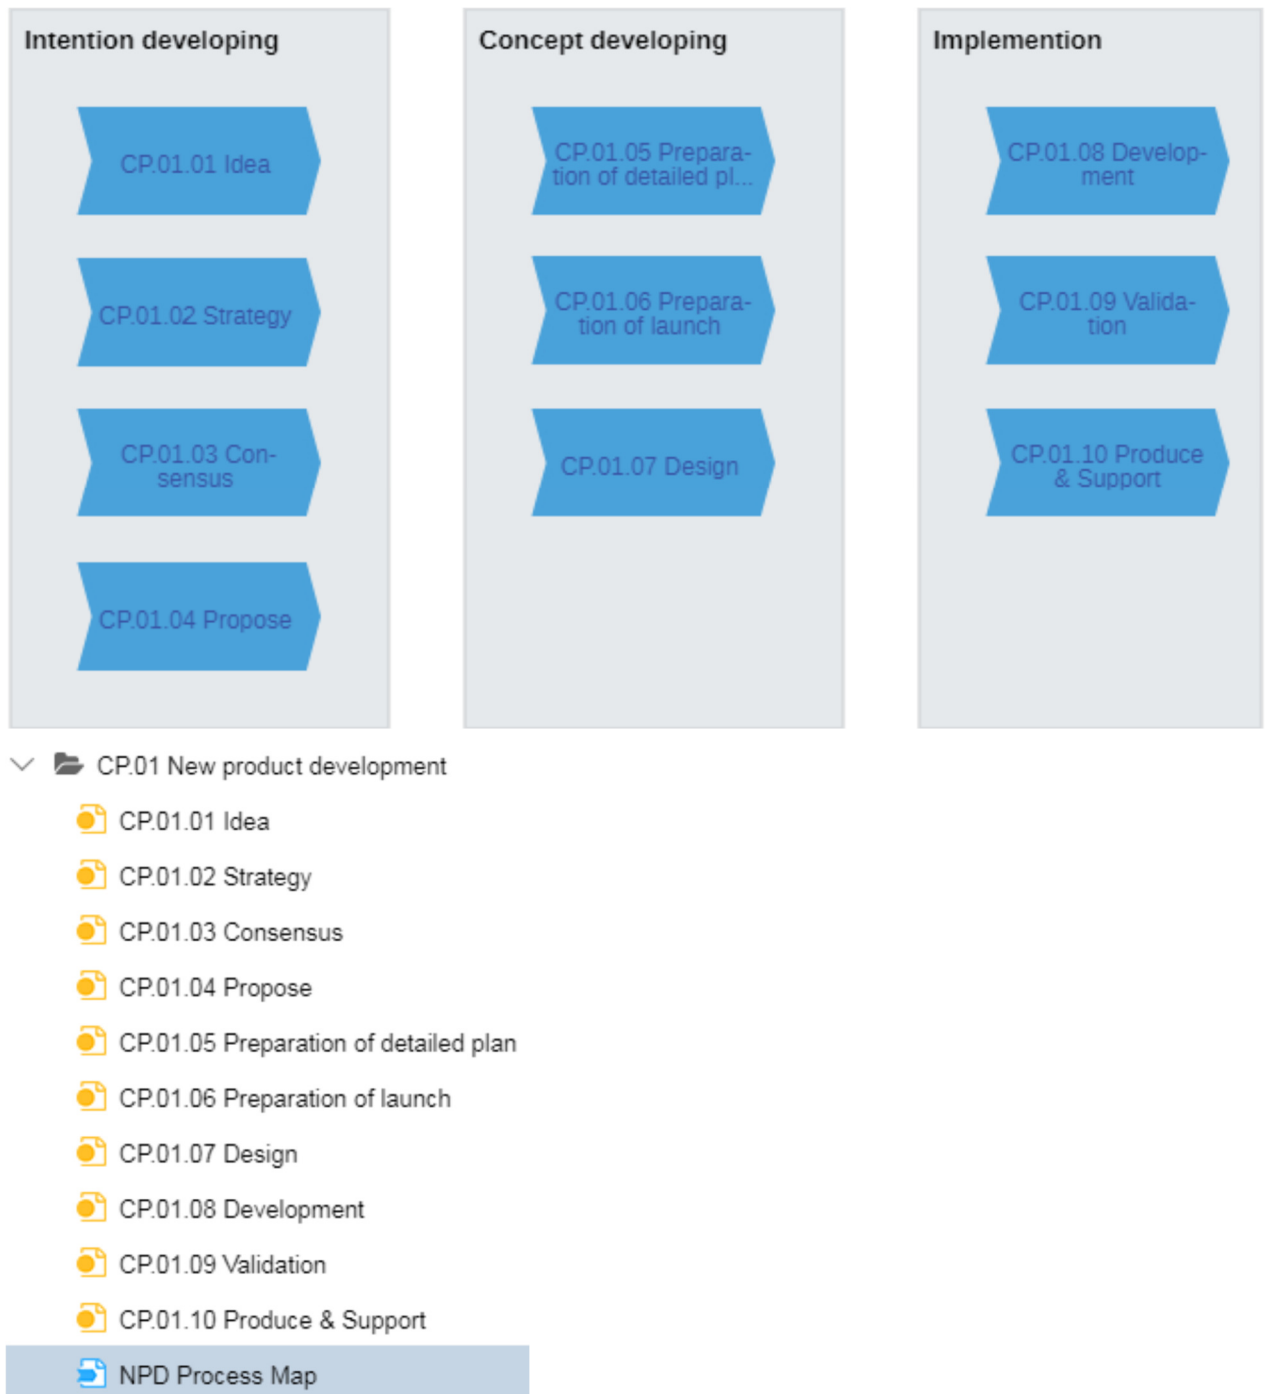 Intention developing
CP.01.01 Idea
CP.01.02 Strategy
CP.01.03 Con-
sensus
CP.01.04 Propose
Concept developing
CP.01.05 Prepara-
tion of detailed pl...
CP.01.06 Prepara-
tion of launch
CP.01.07 Design
Implemention
CP.01.08 Develop-
ment
CP.01.09 Valida-
tion
CP.01.10 Produce
& Support
CP.01 New product development
CP.01.01 Idea
CP.01.02 Strategy
CP.01.03 Consensus
CP.01.04 Propose
CP.01.05 Preparation of detailed plan
CP.01.06 Preparation of launch
CP.01.07 Design
CP.01.08 Development
CP.01.09 Validation
CP.01.10 Produce & Support
NPD Process Map